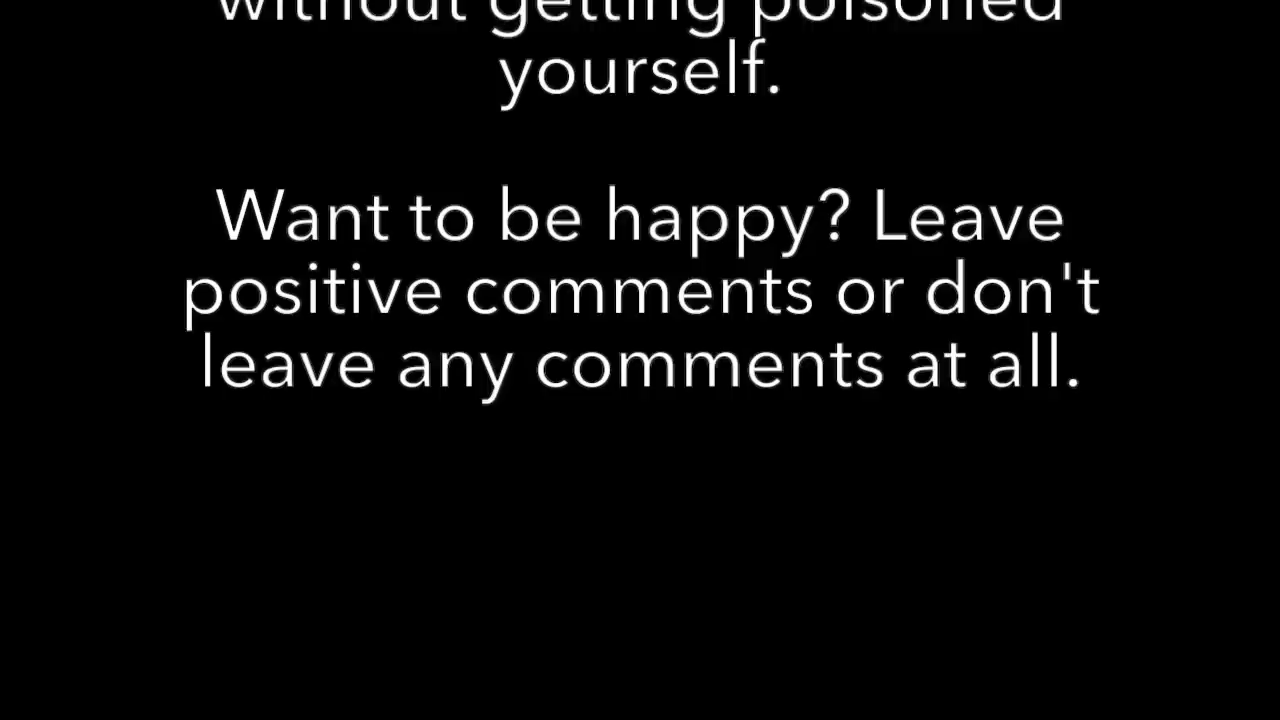 without getting poisoned
yourself.
Want to be happy? Leave
positive comments or don't
leave any comments at all.